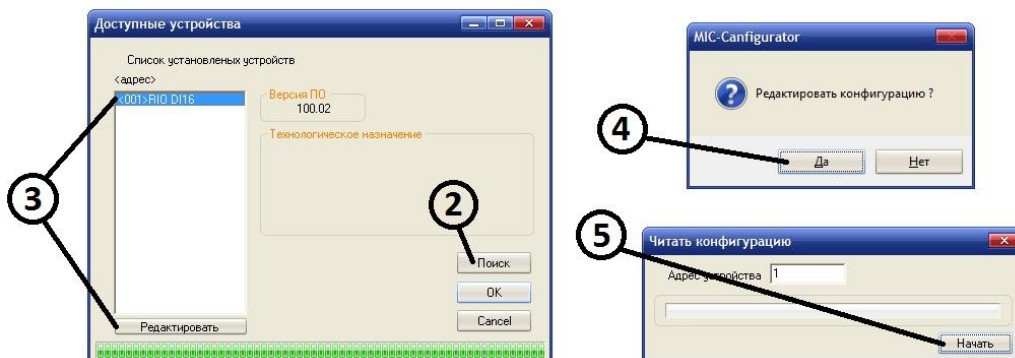 Доступные устройства
Список установленых устройств
<адрес>
<001>RIO DI16
Версия ПО
100.02
Технологическое назначение
3
2
Поиск
OK
Cancel
Редактировать
MIC-Canfigurator
Редактировать конфигурацию ?
4
Да
Нет
5
Читать конфигурацию
Адрес устройства 1
Начать